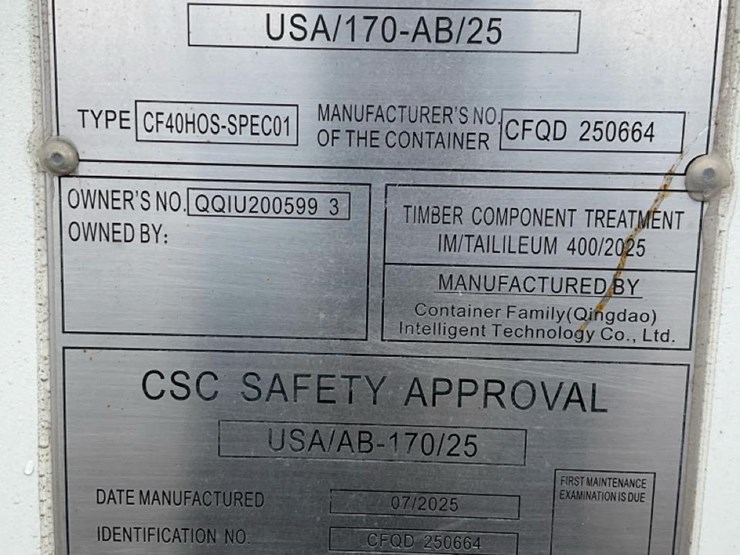 USA/170-AB/25
TYPE CF40HOS-SPEC01
MANUFACTURER'S NO.
OF THE CONTAINER CFQD 250664
OWNER'S NO. QQIU200599 3
OWNED BY:
TIMBER COMPONENT TREATMENT
IM/TAILILEUM 400/2025
MANUFACTURED BY
Container Family(Qingdao)
Intelligent Technology Co., Ltd.
CSC SAFETY APPROVAL
USA/AB-170/25
DATE MANUFACTURED 07/2025
IDENTIFICATION NO. CFQD 250664
FIRST MAINTENANCE
EXAMINATION IS DUE